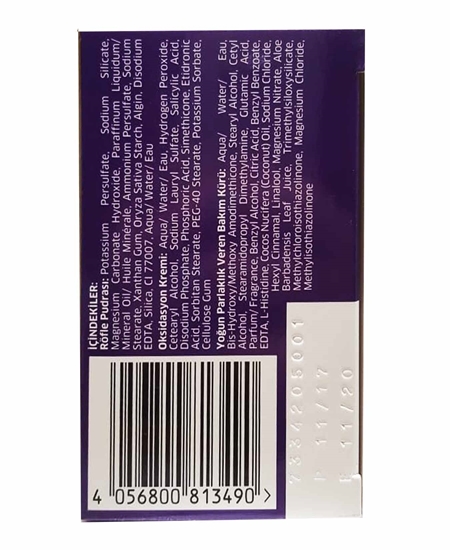 İÇİNDEKİLER:
Röfle Pudrası: Potassium Persulfate, Sodium Silicate,
Magnesium Carbonate Hydroxide, Paraffinum Liquidum/
Mineral Oil/ Huile Minérale, Ammonium Persulfate, Sodium
Stearate, Xanthan Gum, Oryza Sativa Starch, Algin, Disodium
EDTA, Silica, CI 77007, Aqua/ Water/ Eau
Oksidasyon Kremi: Aqua/ Water/ Eau, Hydrogen Peroxide,
Cetearyl Alcohol, Sodium Lauryl Sulfate, Salicylic Acid,
Disodium Phosphate, Phosphoric Acid, Simethicone, Etidronic
Acid, Sorbitan Stearate, PEG-40 Stearate, Potassium Sorbate,
Cellulose Gum
Yoğun Parlaklık Veren Bakım Kürü: Aqua/ Water/ Eau,
Bis-Hydroxy/Methoxy Amodimethicone, Stearyl Alcohol, Cetyl
Alcohol, Stearamidopropyl Dimethylamine, Glutamic Acid,
Parfum/ Fragrance, Benzyl Alcohol, Citric Acid, Benzyl Benzoate,
EDTA, L-Histidine, Cocos Nucifera (Coconut) Oil, Sodium Chloride,
Hexyl Cinnamal, Linalool, Magnesium Nitrate, Aloe
Barbadensis Leaf Juice, Trimethylsiloxysilicate,
Methylchloroisothiazolinone, Magnesium Chloride,
Methylisothiazolinone
4 056800 813490 >
7334205001
P 11/17
E 11/20